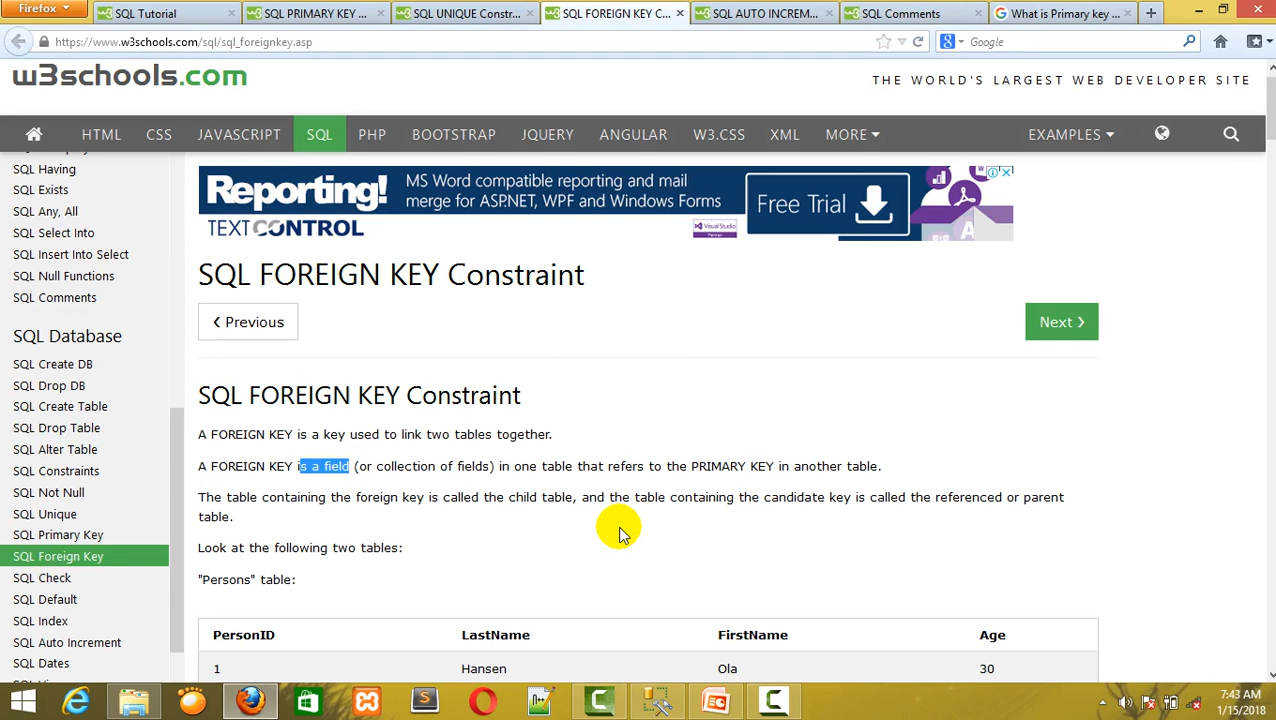 Firefox
SQL Tutorial
SQL PRIMARY KEY ...
SQL UNIQUE Constr...
SQL FOREIGN KEY C...
SQL AUTO INCREM...
SQL Comments
What is Primary key ...
https://www.w3schools.com/sql/sql_foreignkey.asp
Google
w3schools.com
THE WORLD'S LARGEST WEB DEVELOPER SITE
HTML CSS JAVASCRIPT SQL PHP BOOTSTRAP JQUERY ANGULAR W3.CSS XML MORE EXAMPLES
SQL Having
SQL Exists
SQL Any, All
SQL Select Into
SQL Insert Into Select
SQL Null Functions
SQL Comments
SQL Database
SQL Create DB
SQL Drop DB
SQL Create Table
SQL Drop Table
SQL Alter Table
SQL Constraints
SQL Not Null
SQL Unique
SQL Primary Key
SQL Foreign Key
SQL Check
SQL Default
SQL Index
SQL Auto Increment
SQL Dates
Reporting!
MS Word compatible reporting and mail
merge for ASP.NET, WPF and Windows Forms
TEXT CONTROL
Visual Studio
Free Trial
SQL FOREIGN KEY Constraint
❮ Previous
Next ❯
SQL FOREIGN KEY Constraint
A FOREIGN KEY is a key used to link two tables together.
A FOREIGN KEY is a field (or collection of fields) in one table that refers to the PRIMARY KEY in another table.
The table containing the foreign key is called the child table, and the table containing the candidate key is called the referenced or parent
table.
Look at the following two tables:
"Persons" table:
PersonID LastName FirstName Age
1 Hansen Ola 30
7:43 AM
1/15/2018